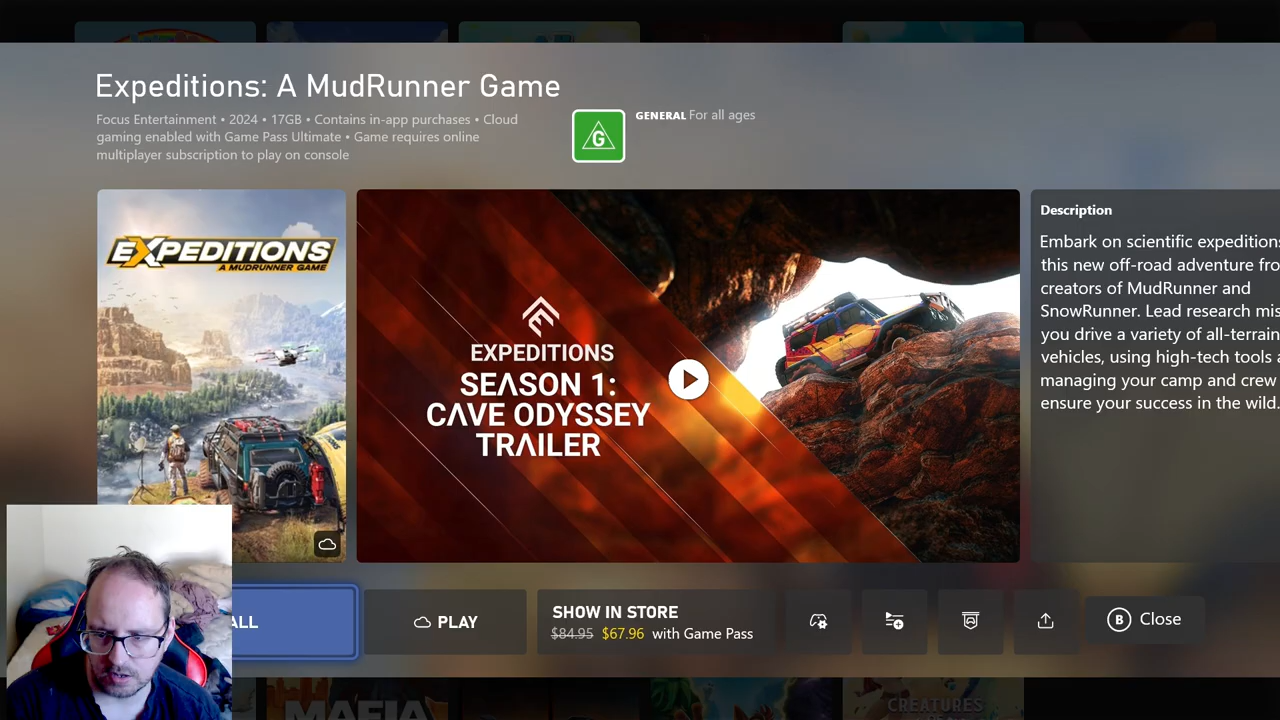 Expeditions: A MudRunner Game
Focus Entertainment • 2024 • 17GB • Contains in-app purchases • Cloud
gaming enabled with Game Pass Ultimate • Game requires online
multiplayer subscription to play on console
G
GENERAL For all ages
EXPEDITIONS
A MUDRUNNER GAME
EXPEDITIONS
SEASON 1:
CAVE ODYSSEY
TRAILER
Description
Embark on scientific expeditions
this new off-road adventure fro
creators of MudRunner and
SnowRunner. Lead research mis
you drive a variety of all-terrain
vehicles, using high-tech tools a
managing your camp and crew
ensure your success in the wild.
ALL
PLAY
SHOW IN STORE
$84.95 $67.96 with Game Pass
B Close
MAFIA
CREATURES